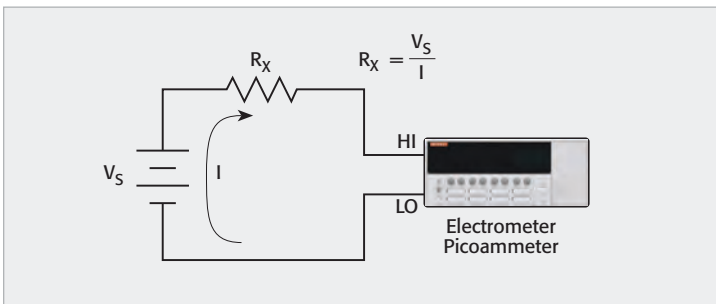 R_X
R_X = V_S / I
HI
V_S
I
LO
Electrometer
Picoammeter